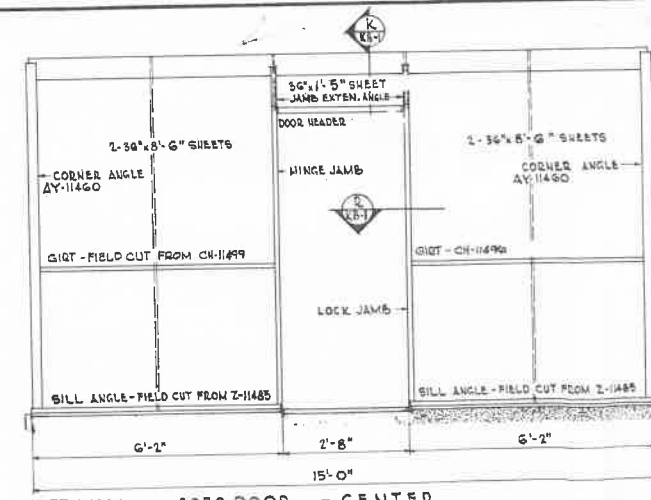 K
KB-1
36"x1'-5" SHEET
JAMB EXTEN. ANGLE
DOOR HEADER
2-36"x8'-6" SHEETS
2-36"x8'-6" SHEETS
CORNER ANGLE
AY-11460
HINGE JAMB
CORNER ANGLE
AY-11460
R
KB-1
GIRT - FIELD CUT FROM CH-11499
GIRT - CH-11499
LOCK JAMB
SILL ANGLE - FIELD CUT FROM Z-11485
SILL ANGLE - FIELD CUT FROM Z-11485
6'-2"
2'-8"
6'-2"
15'-0"
DOOR - CENTER